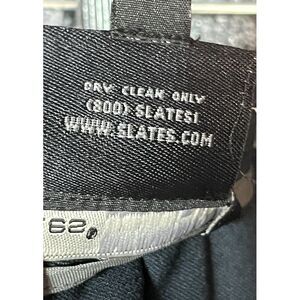 DRY CLEAN ONLY
(800) SLATES1
WWW.SLATES.COM